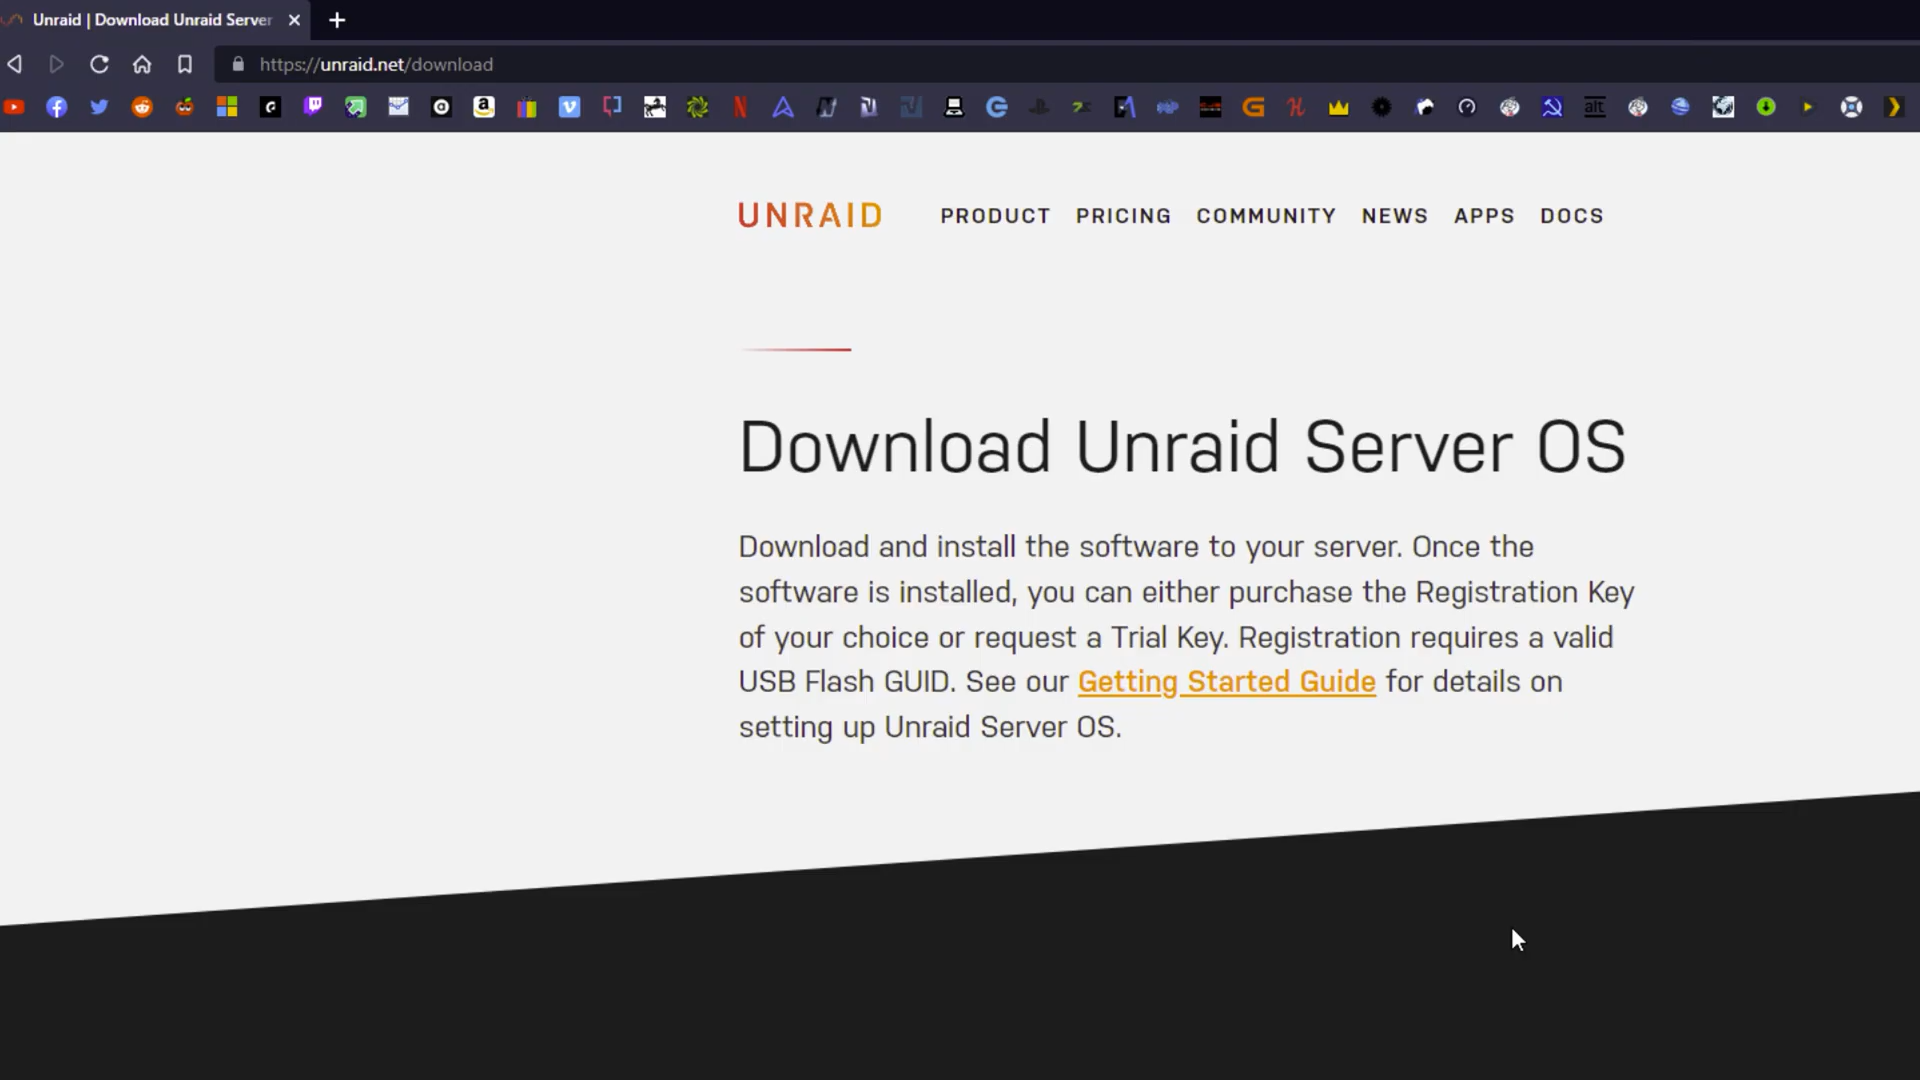 Unraid | Download Unraid Server
https://unraid.net/download
UNRAID PRODUCT PRICING COMMUNITY NEWS APPS DOCS
Download Unraid Server OS
Download and install the software to your server. Once the
software is installed, you can either purchase the Registration Key
of your choice or request a Trial Key. Registration requires a valid
USB Flash GUID. See our Getting Started Guide for details on
setting up Unraid Server OS.